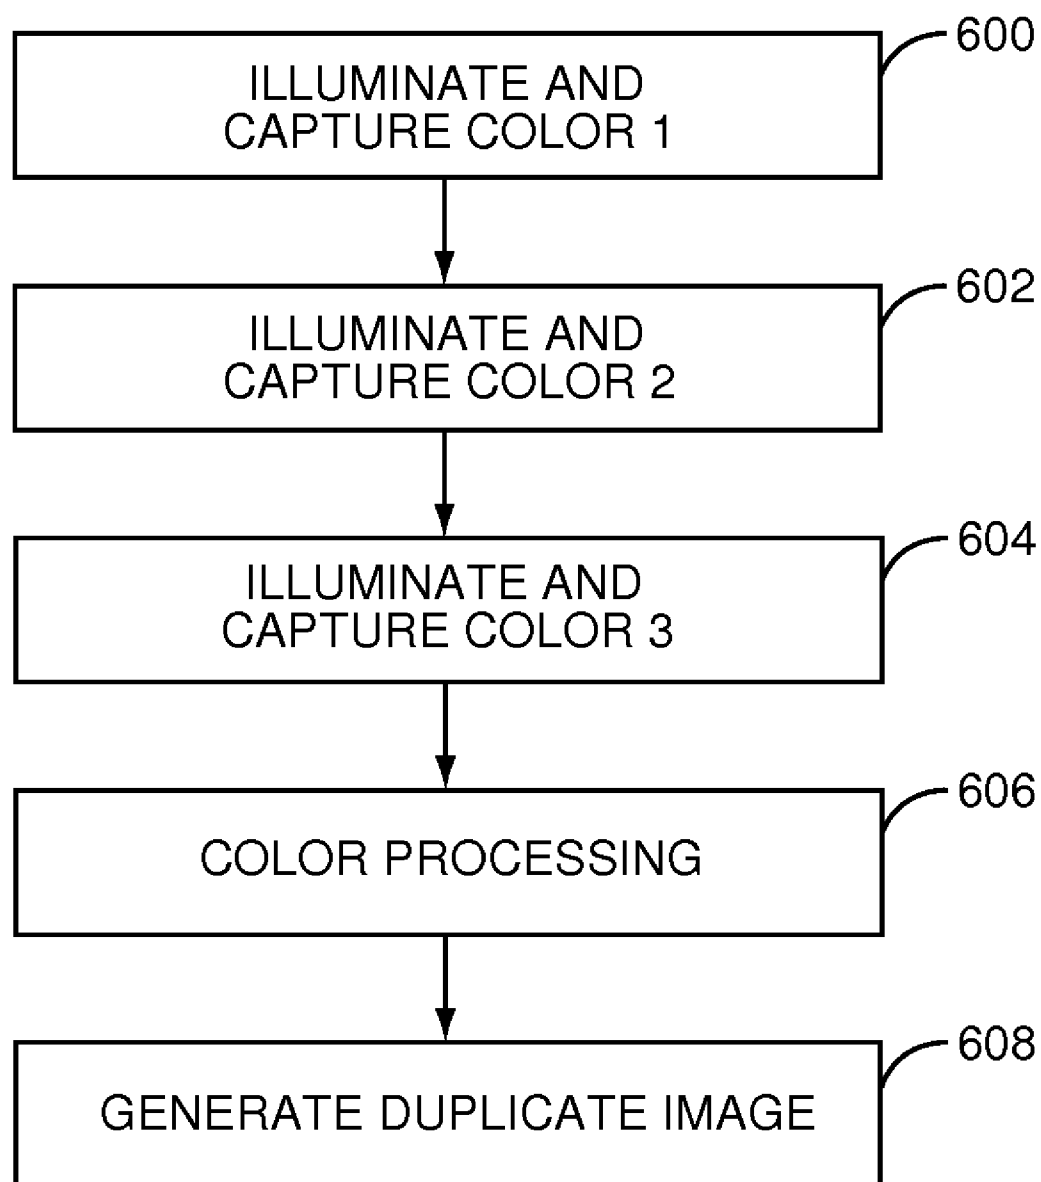 600
ILLUMINATE AND
CAPTURE COLOR 1
602
ILLUMINATE AND
CAPTURE COLOR 2
604
ILLUMINATE AND
CAPTURE COLOR 3
606
COLOR PROCESSING
608
GENERATE DUPLICATE IMAGE